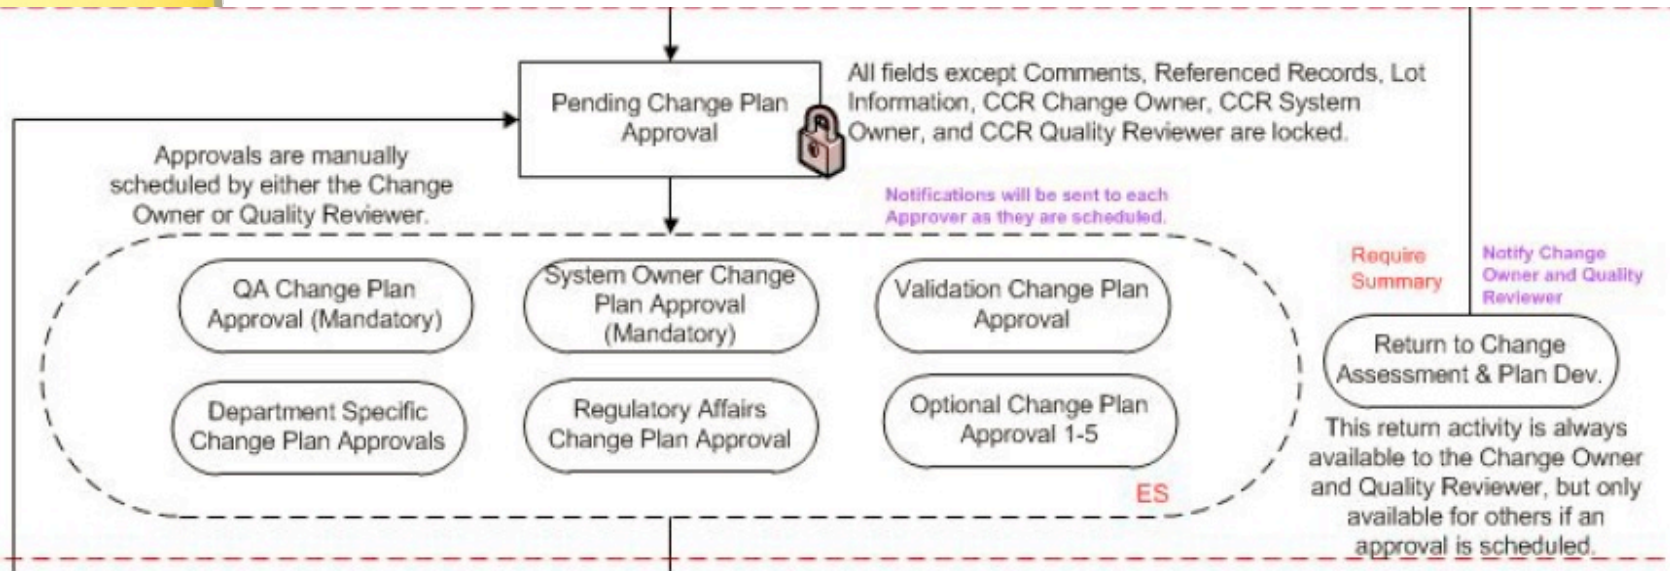 Pending Change Plan
Approval
All fields except Comments, Referenced Records, Lot
Information, CCR Change Owner, CCR System
Owner, and CCR Quality Reviewer are locked.
Approvals are manually
scheduled by either the Change
Owner or Quality Reviewer.
Notifications will be sent to each
Approver as they are scheduled.
QA Change Plan
Approval (Mandatory)
System Owner Change
Plan Approval
(Mandatory)
Validation Change Plan
Approval
Department Specific
Change Plan Approvals
Regulatory Affairs
Change Plan Approval
Optional Change Plan
Approval 1-5
ES
Require
Summary
Notify Change
Owner and Quality
Reviewer
Return to Change
Assessment & Plan Dev.
This return activity is always
available to the Change Owner
and Quality Reviewer, but only
available for others if an
approval is scheduled.